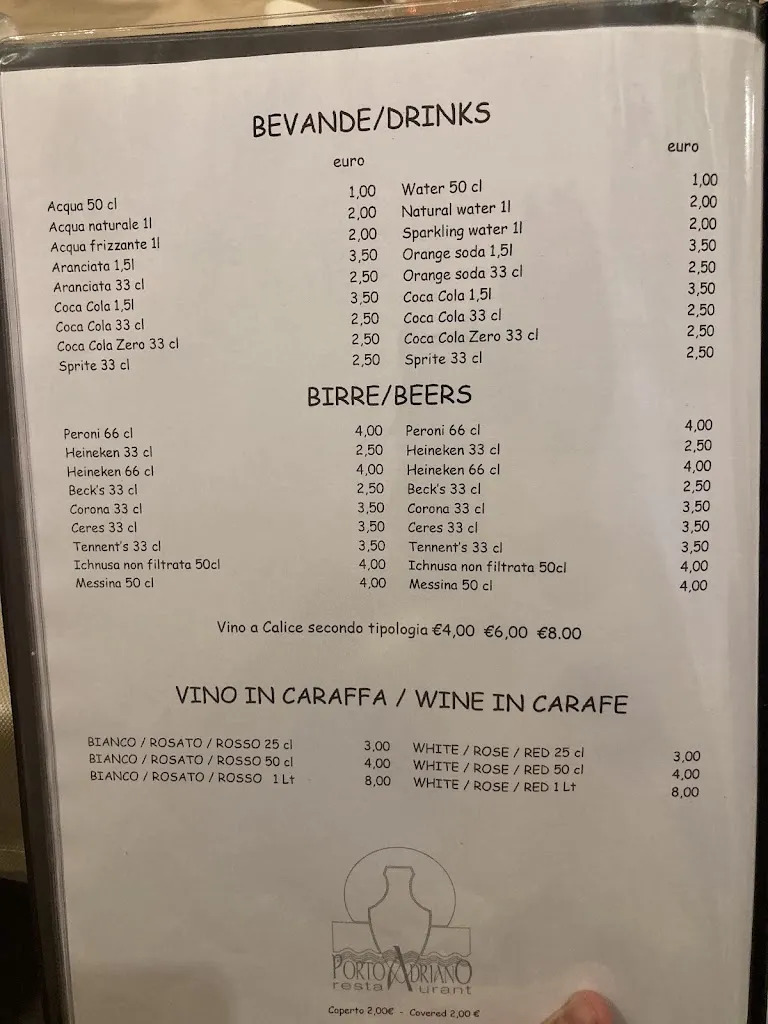 BEVANDE/DRINKS
euro euro
Acqua 50 cl 1,00 Water 50 cl 1,00
Acqua naturale 1l 2,00 Natural water 1l 2,00
Acqua frizzante 1l 2,00 Sparkling water 1l 2,00
Aranciata 1,5l 3,50 Orange soda 1,5l 3,50
Aranciata 33 cl 2,50 Orange soda 33 cl 2,50
Coca Cola 1,5l 3,50 Coca Cola 1,5l 3,50
Coca Cola 33 cl 2,50 Coca Cola 33 cl 2,50
Coca Cola Zero 33 cl 2,50 Coca Cola Zero 33 cl 2,50
Sprite 33 cl 2,50 Sprite 33 cl 2,50
BIRRE/BEERS
Peroni 66 cl 4,00 Peroni 66 cl 4,00
Heineken 33 cl 2,50 Heineken 33 cl 2,50
Heineken 66 cl 4,00 Heineken 66 cl 4,00
Beck's 33 cl 2,50 Beck's 33 cl 2,50
Corona 33 cl 3,50 Corona 33 cl 3,50
Ceres 33 cl 3,50 Ceres 33 cl 3,50
Tennent's 33 cl 3,50 Tennent's 33 cl 3,50
Ichnusa non filtrata 50cl 4,00 Ichnusa non filtrata 50cl 4,00
Messina 50 cl 4,00 Messina 50 cl 4,00
Vino a Calice secondo tipologia €4,00 €6,00 €8.00
VINO IN CARAFFA / WINE IN CARAFE
BIANCO / ROSATO / ROSSO 25 cl 3,00 WHITE / ROSE / RED 25 cl 3,00
BIANCO / ROSATO / ROSSO 50 cl 4,00 WHITE / ROSE / RED 50 cl 4,00
BIANCO / ROSATO / ROSSO 1 Lt 8,00 WHITE / ROSE / RED 1 Lt 8,00
PORTO ADRIANO
restaurant
Coperto 2,00€ - Covered 2,00 €